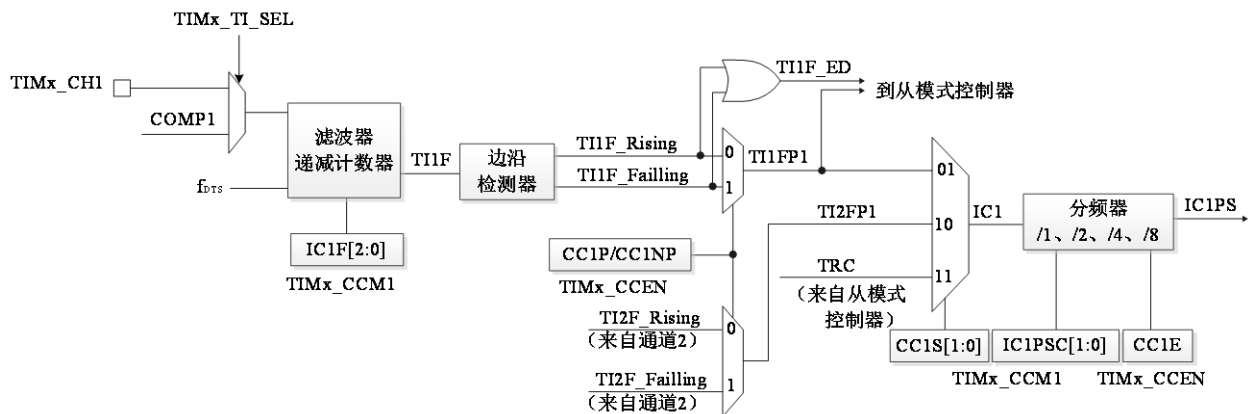 TIMx_TI_SEL
TIMx_CH1
COMP1
滤波器
递减计数器
fDTS
IC1F[2:0]
TIMx_CCM1
TI1F
边沿
检测器
TI1F_Rising
TI1F_Failling
TI1F_ED
到从模式控制器
0
1
TI1FP1
CC1P/CC1NP
TIMx_CCEN
TI2F_Rising
（来自通道2）
TI2F_Failling
（来自通道2）
0
1
TI2FP1
TRC
（来自从模式
控制器）
01
10
11
IC1
分频器
/1、/2、/4、/8
IC1PS
CC1S[1:0]
IC1PSC[1:0]
CC1E
TIMx_CCM1
TIMx_CCEN